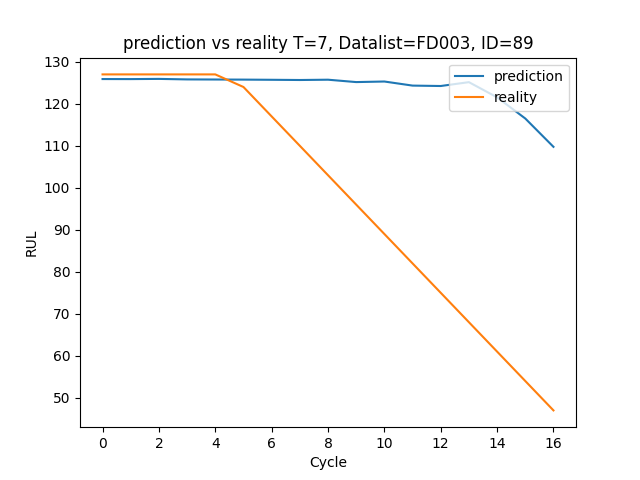 prediction vs reality T=7, Datalist=FD003, ID=89
prediction
reality
130
120
110
100
90
80
70
60
50
RUL
0 2 4 6 8 10 12 14 16
Cycle